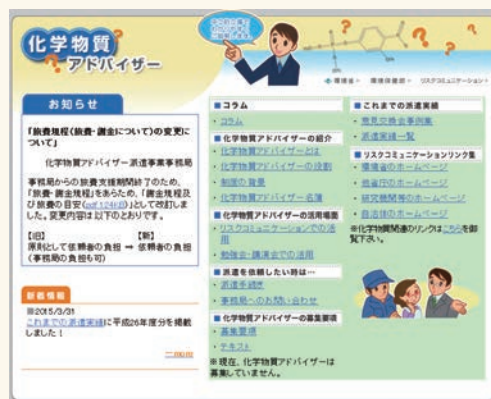 化学物質
アドバイザー
環境省
環境保健部
リスクコミュニケーション
お知らせ
「旅費規程(旅費・謝金について)の変更に
ついて」
化学物質アドバイザー派遣事業事務局
事務局からの旅費支援期間終了のため、
「旅費・謝金規程」をあらため、「謝金規程及
び旅費の目安(pdf 124KB)」として改訂しま
した。変更内容は以下のとおりです。
【旧】 【新】
原則として依頼者の負担 ⇒ 依頼者の負担
(事務局の負担も可)
新着情報
※2015/3/31
これまでの派遣実績に平成26年度分を掲載
しました!
コラム
・コラム
化学物質アドバイザーの紹介
・化学物質アドバイザーとは
・化学物質アドバイザーの役割
・制度の背景
・化学物質アドバイザー名簿
化学物質アドバイザーの活用場面
・リスクコミュニケーションでの活
用
・勉強会・講演会での活用
派遣を依頼したい時は…
・派遣手続き
・事務局へのお問い合わせ
化学物質アドバイザーの募集要項
・募集要項
・テキスト
※現在、化学物質アドバイザーは
募集していません。
これまでの派遣実績
・意見交換会事例集
・派遣実績一覧
リスクコミュニケーションリンク集
・環境省のホームページ
・他省庁のホームページ
・研究機関等のホームページ
・自治体のホームページ
※化学物質関連のリンクはこちらを御
覧下さい。